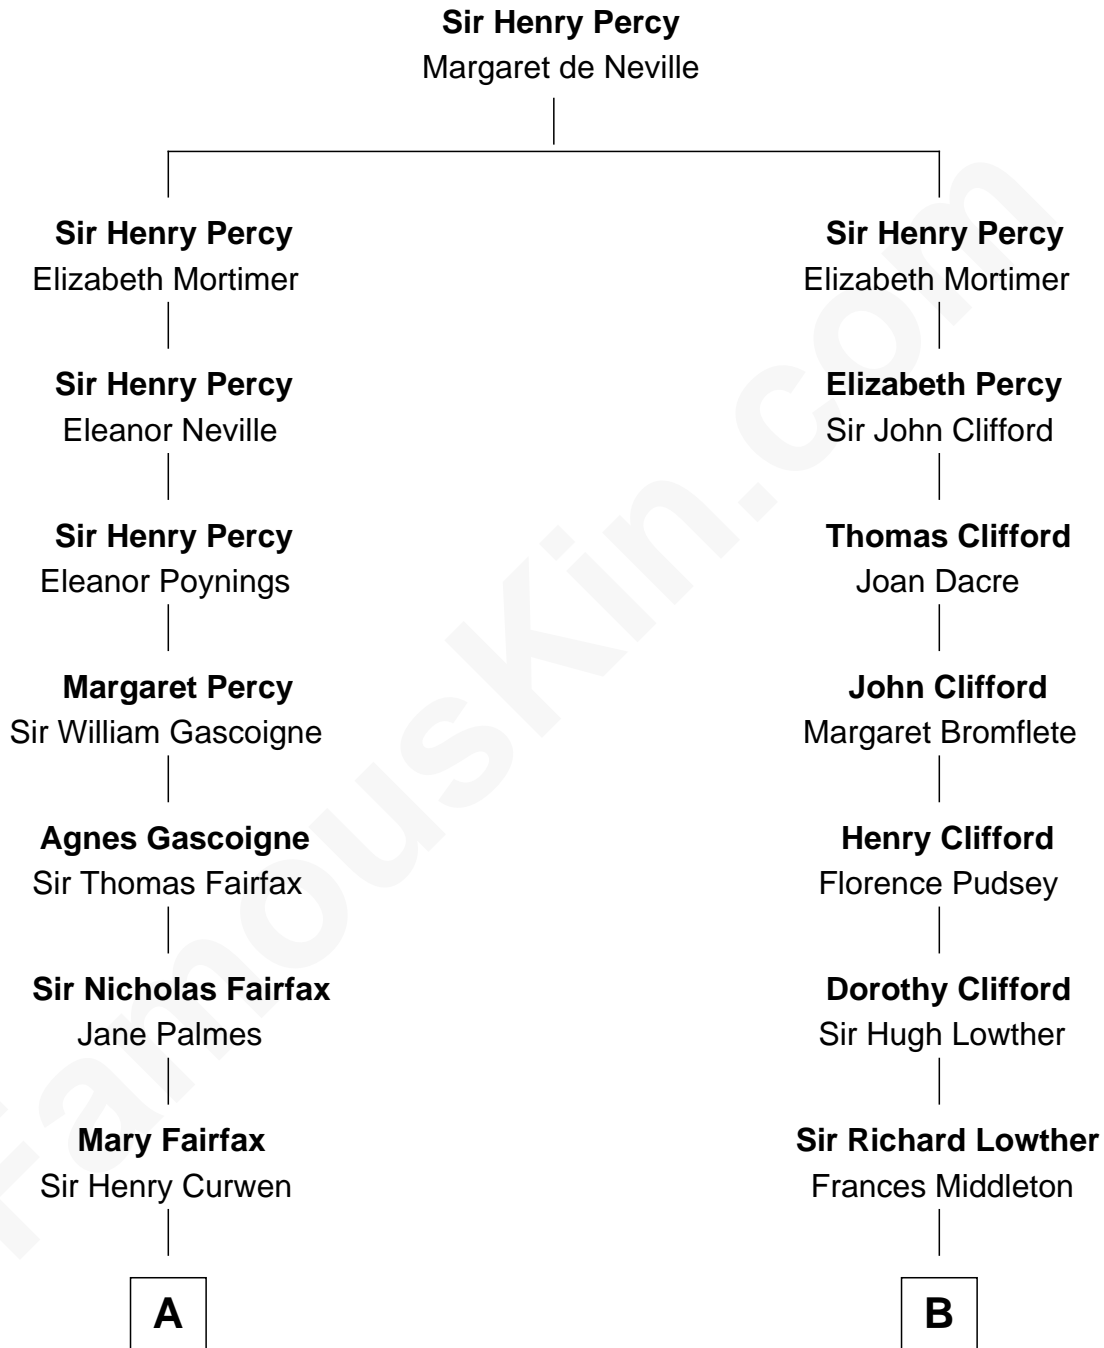 Sir Henry Percy
Margaret de Neville
Sir Henry Percy
Elizabeth Mortimer
Sir Henry Percy
Eleanor Neville
Sir Henry Percy
Eleanor Poynings
Margaret Percy
Sir William Gascoigne
Agnes Gascoigne
Sir Thomas Fairfax
Sir Nicholas Fairfax
Jane Palmes
Mary Fairfax
Sir Henry Curwen
A
Sir Henry Percy
Elizabeth Mortimer
Elizabeth Percy
Sir John Clifford
Thomas Clifford
Joan Dacre
John Clifford
Margaret Bromflete
Henry Clifford
Florence Pudsey
Dorothy Clifford
Sir Hugh Lowther
Sir Richard Lowther
Frances Middleton
B
FamousKin.com